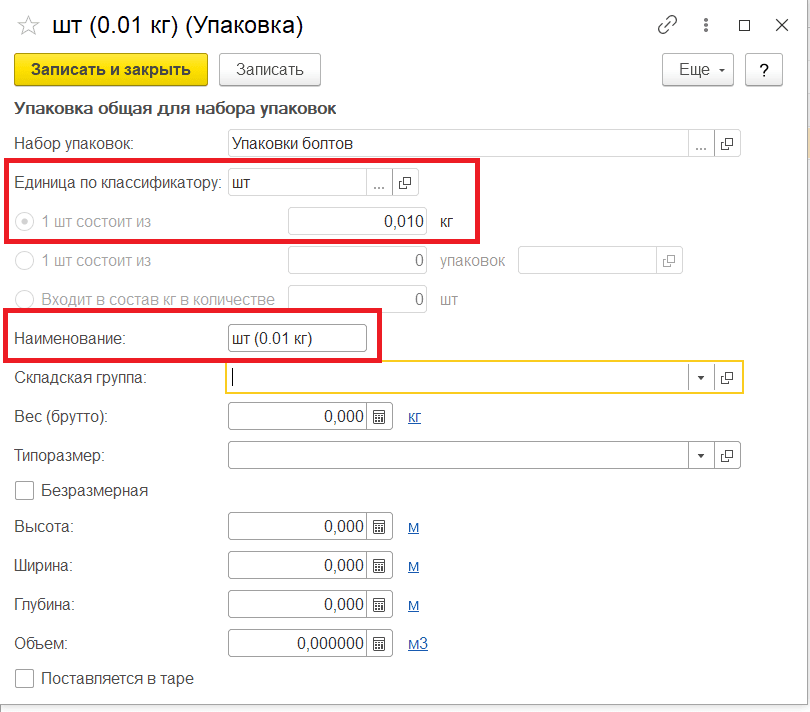 шт (0.01 кг) (Упаковка)
Записать и закрыть Записать Еще ?
Упаковка общая для набора упаковок
Набор упаковок: Упаковки болтов ...
Единица по классификатору: шт ...
1 шт состоит из 0,010 кг
1 шт состоит из 0 упаковок
Входит в состав кг в количестве 0 шт
Наименование: шт (0.01 кг)
Складская группа:
Вес (брутто): 0,000 кг
Типоразмер:
Безразмерная
Высота: 0,000 м
Ширина: 0,000 м
Глубина: 0,000 м
Объем: 0,000000 м3
Поставляется в таре